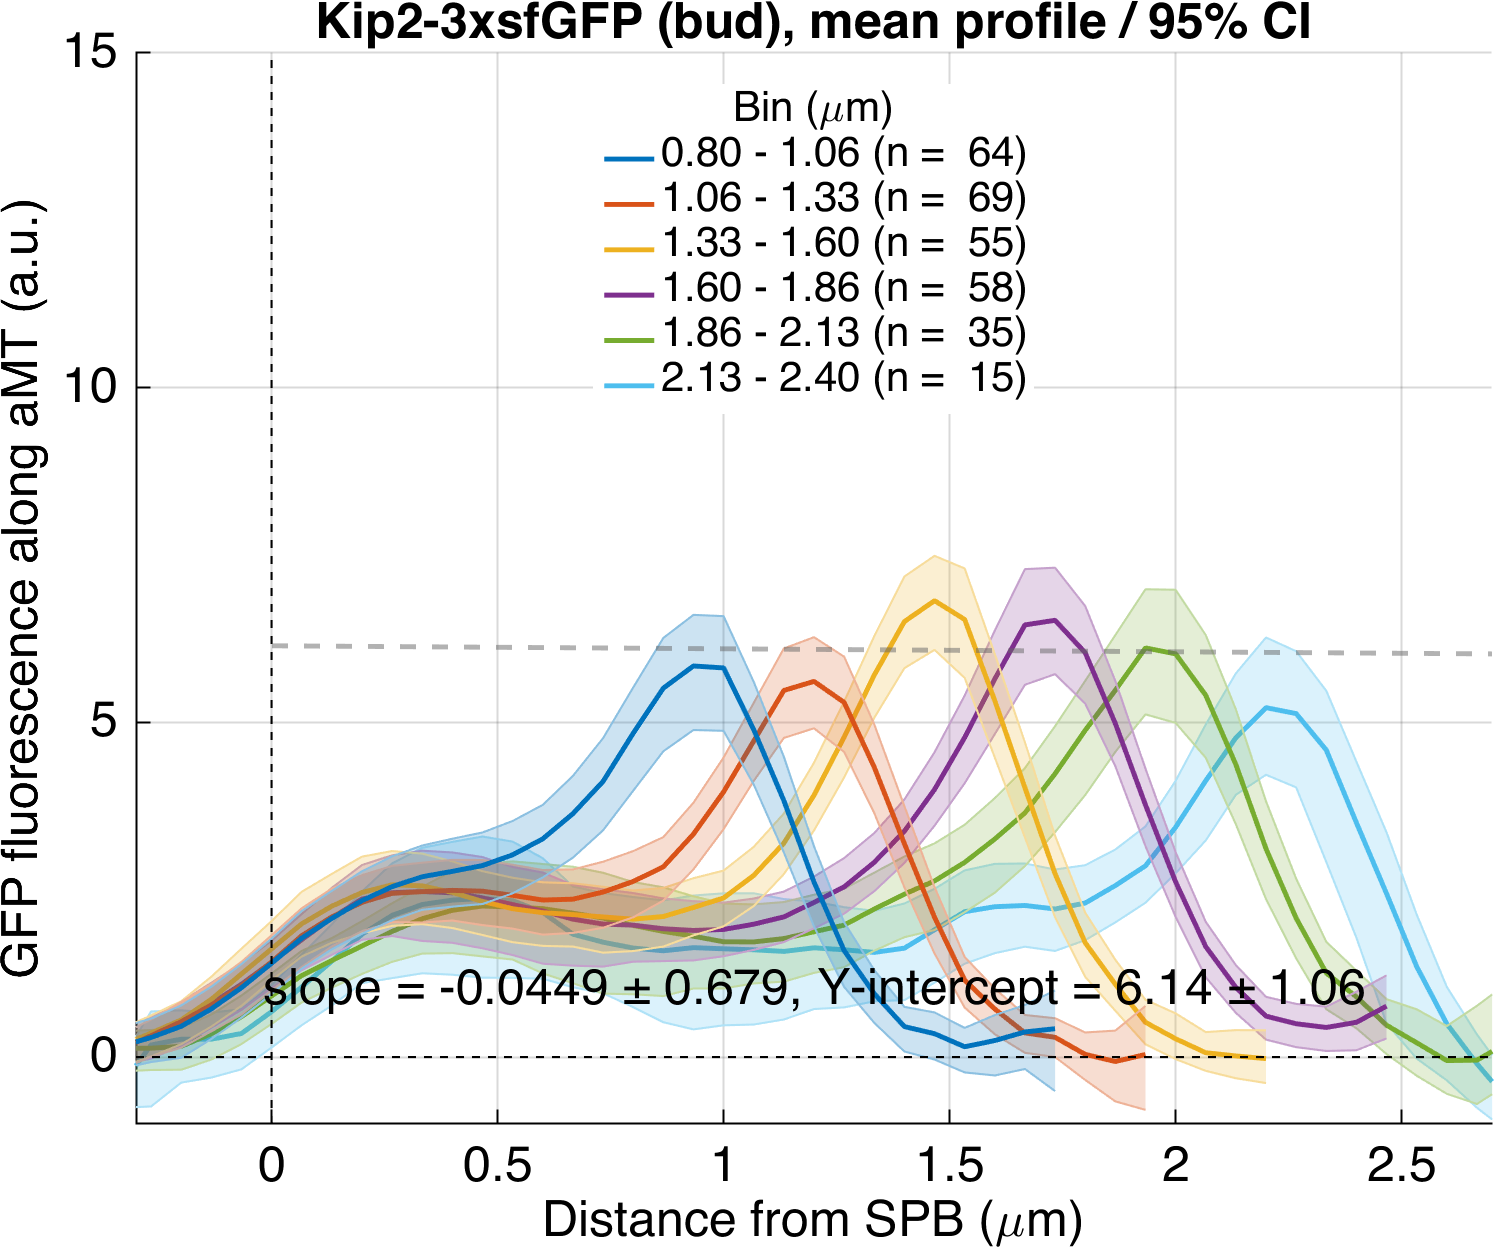 Kip2-3xsfGFP (bud), mean profile / 95% CI
GFP fluorescence along aMT (a.u.)
15
10
5
0
Bin (μm)
0.80 - 1.06 (n = 64)
1.06 - 1.33 (n = 69)
1.33 - 1.60 (n = 55)
1.60 - 1.86 (n = 58)
1.86 - 2.13 (n = 35)
2.13 - 2.40 (n = 15)
slope = -0.0449 ± 0.679, Y-intercept = 6.14 ± 1.06
0 0.5 1 1.5 2 2.5
Distance from SPB (μm)